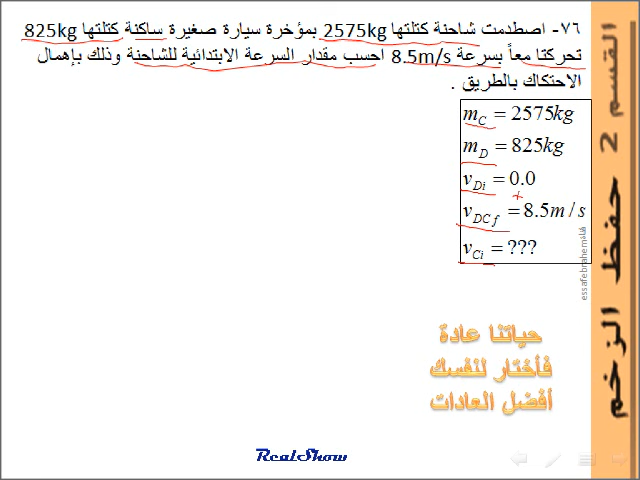 ٧٦- اصطدمت شاحنة كتلتها 2575kg بمؤخرة سيارة صغيرة ساكنة كتلتها 825kg
تحركتا معاً بسرعة 8.5m/s احسب مقدار السرعة الابتدائية للشاحنة وذلك بإهمال
الاحتكاك بالطريق .
m_C = 2575kg
m_D = 825kg
v_Di = 0.0
v_DCf = 8.5m / s
v_Ci = ???
حياتنا عادة
فأختار لنفسك
أفضل العادات
RealShow
القسم 2 حفظ الزخم